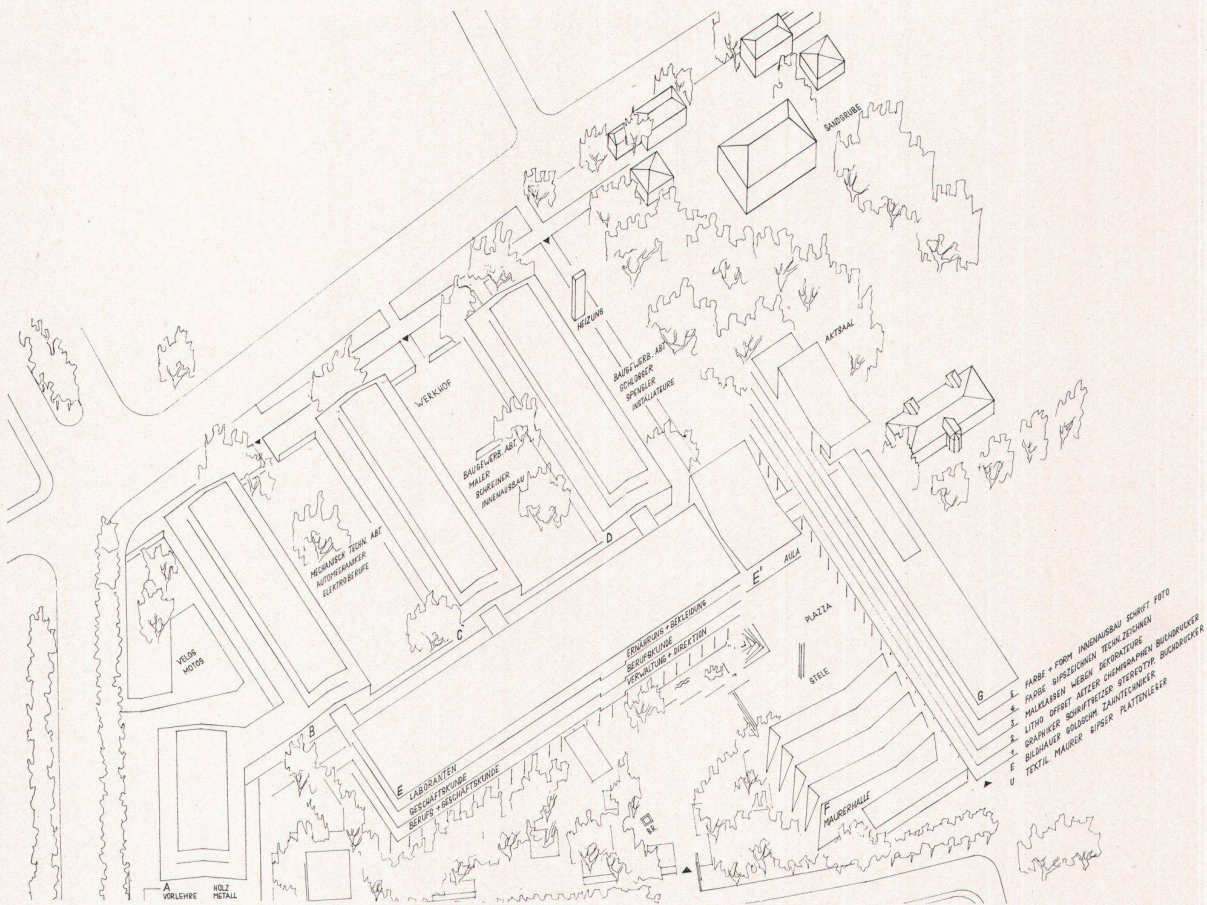 SANDGRUBE
HEIZUNG
AKTSAAL
BAUGEWERB. ABT.
SCHLOSSER
SPENGLER
INSTALLATEURE
WERKHOF
BAUGEWERB. ABT.
MALER
SCHREINER
INNENAUSBAU
MECHANISCH TECHN. ABT.
AUTOMECHANIKER
ELEKTROBERUFE
D
E'
AULA
PLAZZA
STELE
C
ERNÄHRUNG + BEKLEIDUNG
BERUFSKUNDE
VERWALTUNG + DIREKTION
VELOS
MOTOS
B
E
LABORANTEN
GESCHÄFTSKUNDE
BERUFS + GESCHÄFTSKUNDE
G
5 FARBE + FORM INNENAUSBAU SCHRIFT FOTO
4 FARBE GIPSZEICHNEN TECHN.ZEICHNEN
3 MALKLASSEN WEBEN DEKORATEURE
2 LITHO OFFSET AETZER CHEMIGRAPHEN BUCHDRUCKER
1 GRAPHIKER SCHRIFTSETZER STEREOTYP. BUCHDRUCKER
E BILDHAUER GOLDSCHM. ZAHNTECHNIKER
U TEXTIL MAURER GIPSER PLATTENLEGER
F
MAURERHALLE
BR.
A
VORLEHRE
HOLZ
METALL